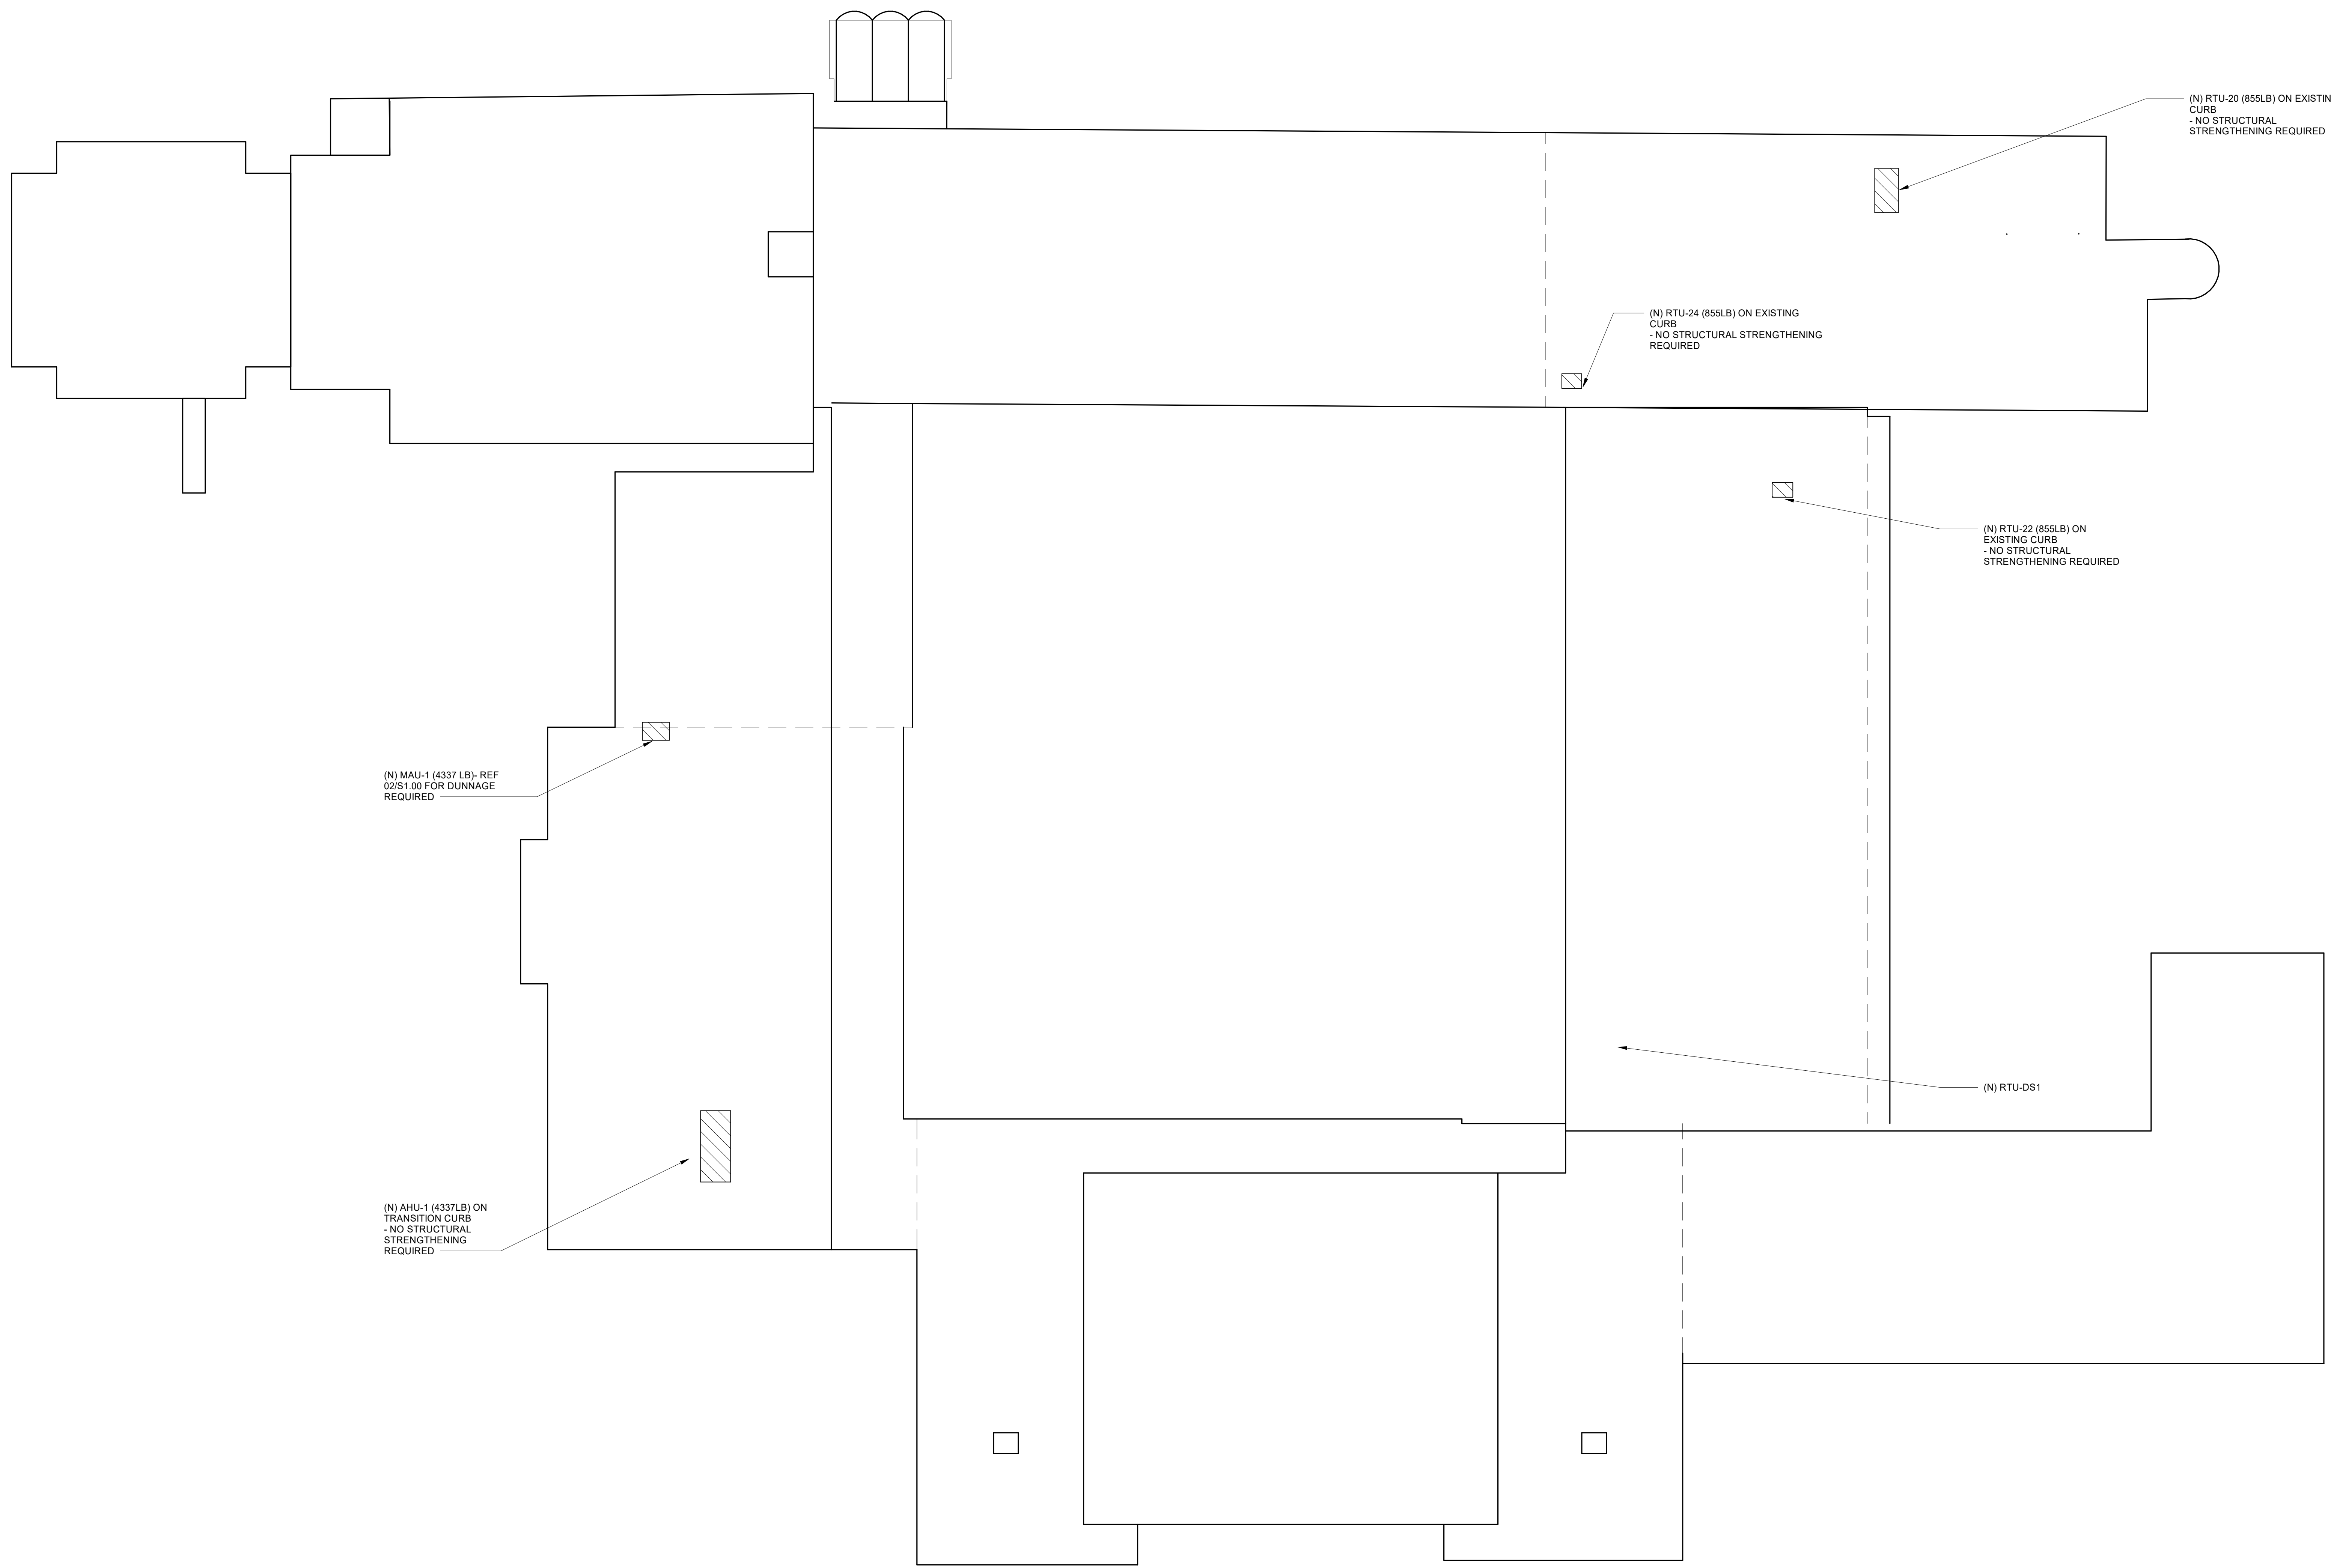 (N) RTU-20 (855LB) ON EXISTIN
CURB
- NO STRUCTURAL
STRENGTHENING REQUIRED
(N) RTU-24 (855LB) ON EXISTING
CURB
- NO STRUCTURAL STRENGTHENING
REQUIRED
(N) RTU-22 (855LB) ON
EXISTING CURB
- NO STRUCTURAL
STRENGTHENING REQUIRED
(N) MAU-1 (4337 LB)- REF
02/S1.00 FOR DUNNAGE
REQUIRED
(N) RTU-DS1
(N) AHU-1 (4337LB) ON
TRANSITION CURB
- NO STRUCTURAL
STRENGTHENING
REQUIRED